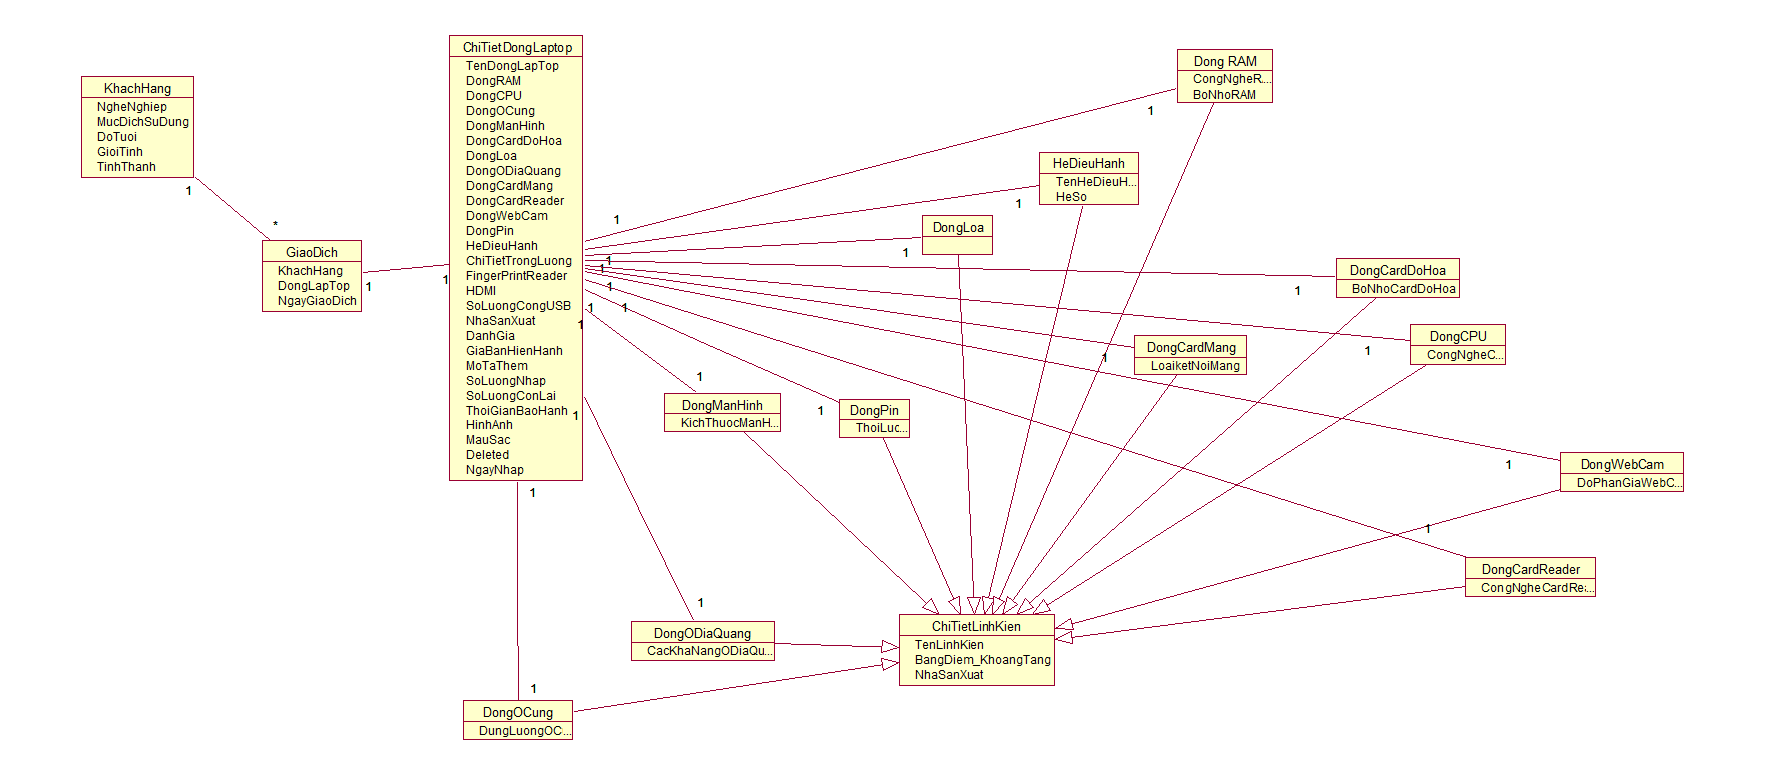 KhachHang
NgheNghiep
MucDichSuDung
DoTuoi
GioiTinh
TinhThanh
1
*
GiaoDich
KhachHang
DongLapTop
NgayGiaoDich
1
1
ChiTietDongLaptop
TenDongLapTop
DongRAM
DongCPU
DongOCung
DongManHinh
DongCardDoHoa
DongLoa
DongODiaQuang
DongCardMang
DongCardReader
DongWebCam
DongPin
HeDieuHanh
ChiTietTrongLuong
FingerPrintReader
HDMI
SoLuongCongUSB
NhaSanXuat
DanhGia
GiaBanHienHanh
MoTaThem
SoLuongNhap
SoLuongConLai
ThoiGianBaoHanh
HinhAnh
MauSac
Deleted
NgayNhap
1
1
1
1
1
1
1
1
1
Dong RAM
CongNgheR...
BoNhoRAM
1
HeDieuHanh
TenHeDieuH...
HeSo
1
DongLoa
1
DongCardDoHoa
BoNhoCardDoHoa
1
DongCPU
CongNgheC...
1
DongCardMang
LoaiketNoiMang
1
DongManHinh
KichThuocManH...
1
DongPin
ThoiLuc...
1
DongWebCam
DoPhanGiaWebC...
1
DongCardReader
CongNgheCardRea...
1
DongODiaQuang
CacKhaNangODiaQu...
1
ChiTietLinhKien
TenLinhKien
BangDiem_KhoangTang
NhaSanXuat
DongOCung
DungLuongOC...
1